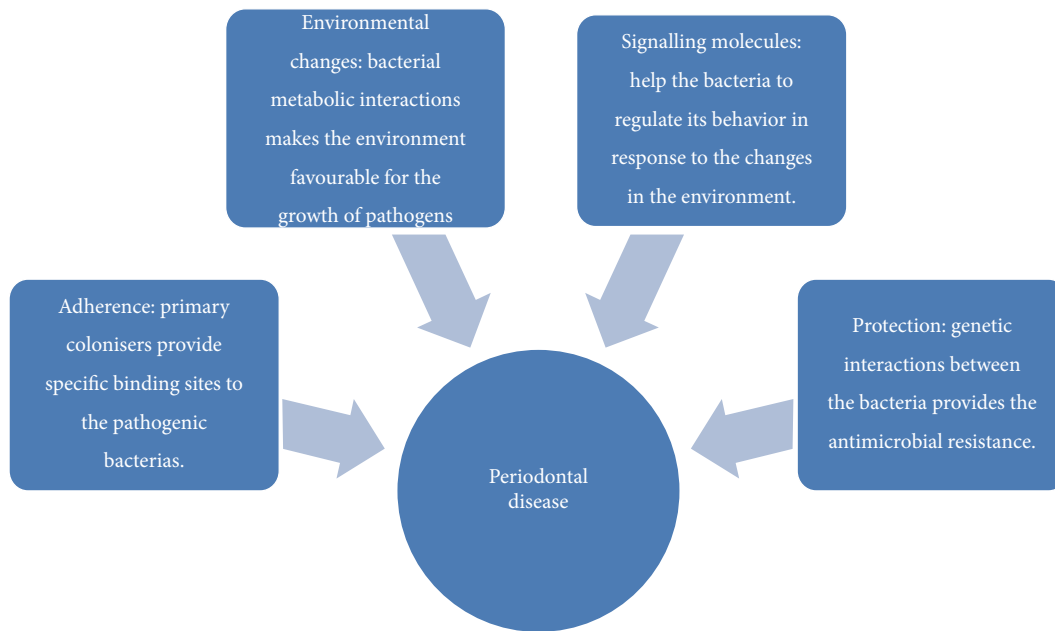 Environmental
changes: bacterial
metabolic interactions
makes the environment
favourable for the
growth of pathogens
Signalling molecules:
help the bacteria to
regulate its behavior in
response to the changes
in the environment.
Adherence: primary
colonisers provide
specific binding sites to
the pathogenic
bacterias.
Protection: genetic
interactions between
the bacteria provides the
antimicrobial resistance.
Periodontal
disease